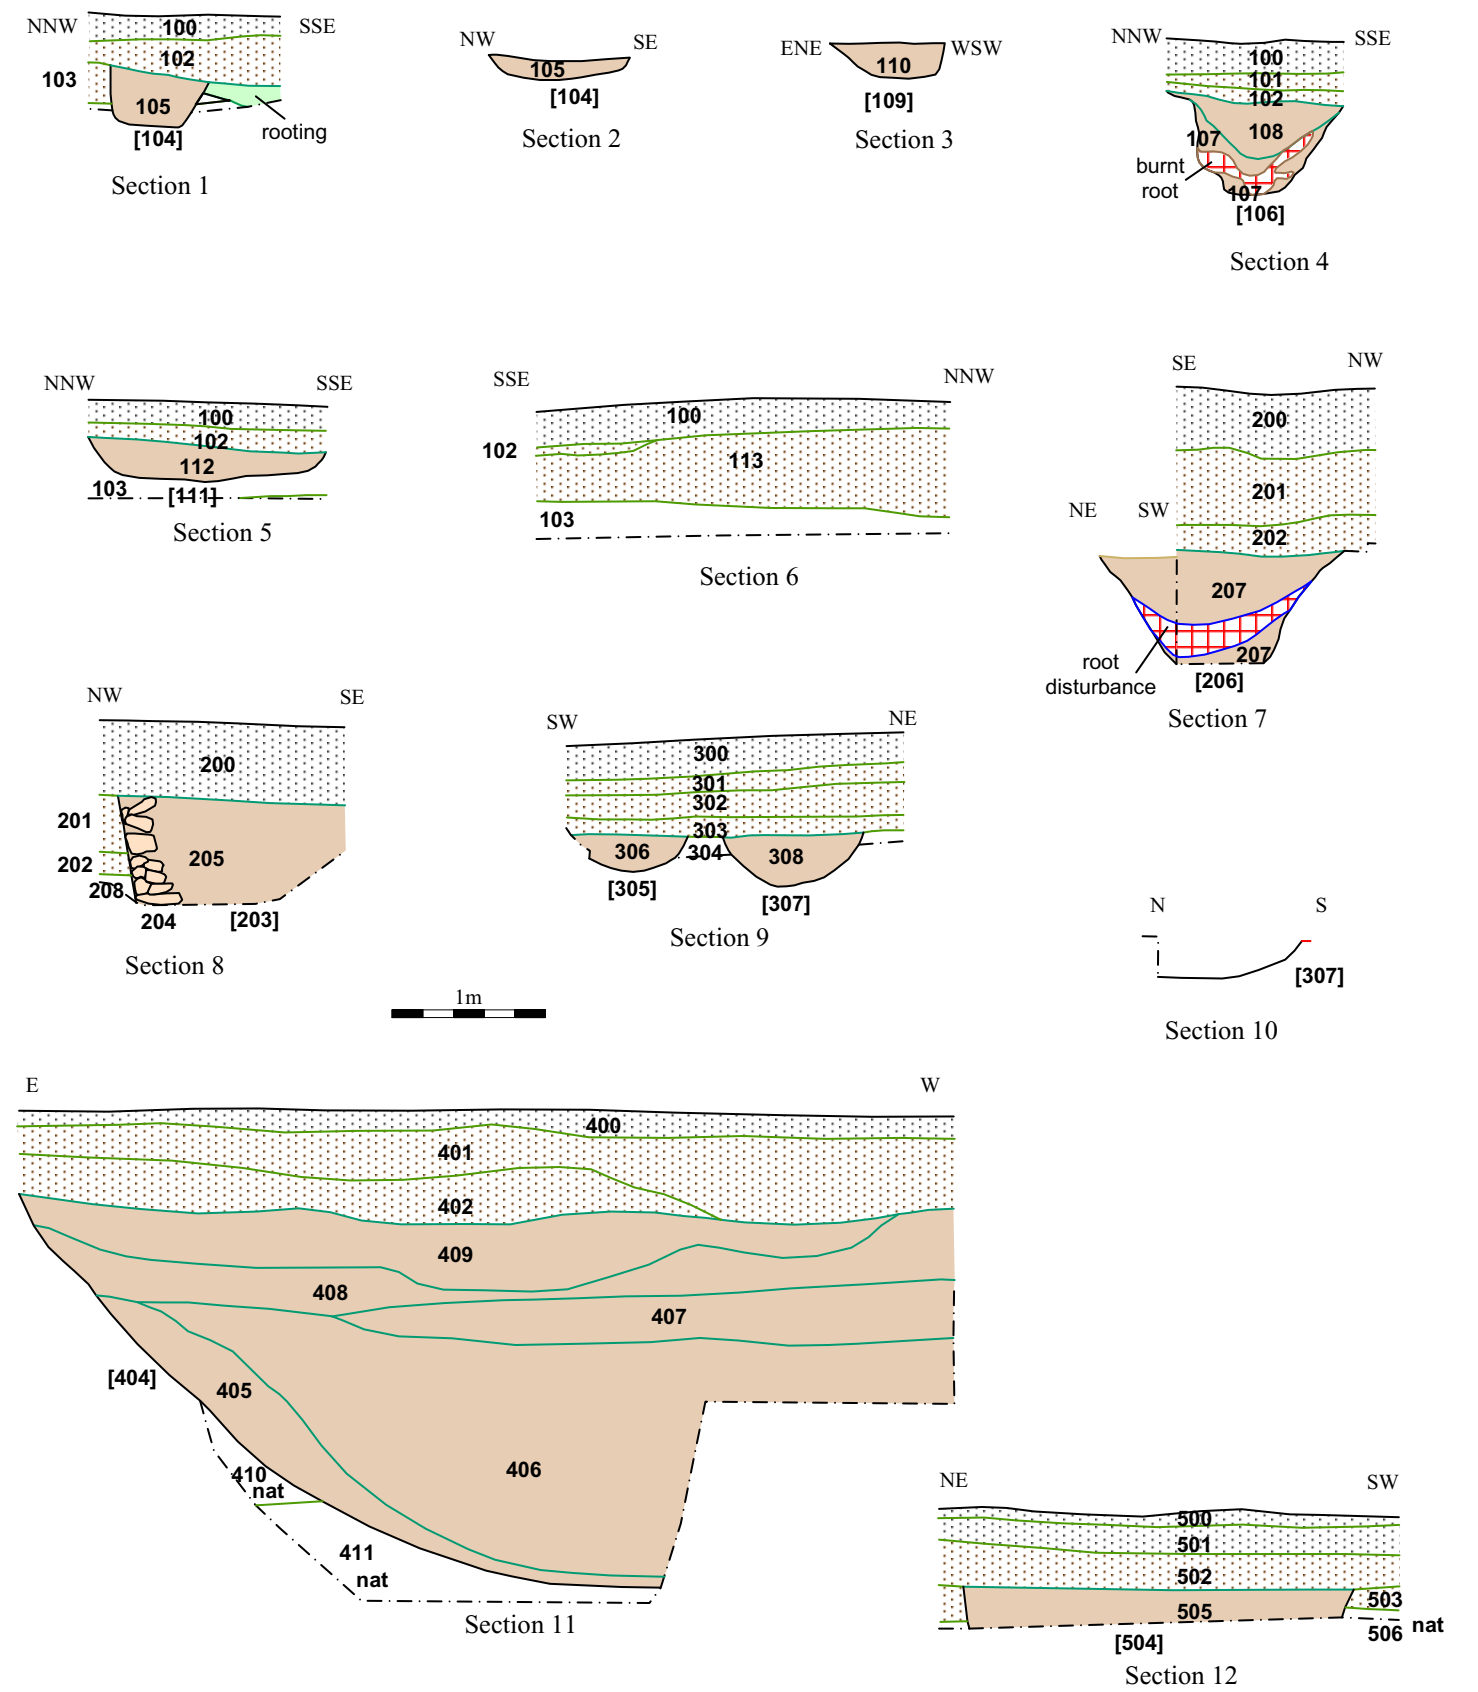 NNW
SSE
100
102
103
105
[104]
rooting
Section 1
NW
SE
105
[104]
Section 2
ENE
WSW
110
[109]
Section 3
NNW
SSE
100
101
102
107
108
burnt
root
107
[106]
Section 4
NNW
SSE
100
102
112
103
[111]
Section 5
SSE
NNW
100
102
113
103
Section 6
SE
NW
200
201
NE
SW
202
207
207
root
disturbance
[206]
Section 7
NW
SE
200
201
202
205
208
204
[203]
Section 8
SW
NE
300
301
302
303
306
304
308
[305]
[307]
Section 9
N
S
[307]
Section 10
1m
E
W
400
401
402
409
408
407
[404]
405
406
410
nat
411
nat
Section 11
NE
SW
500
501
502
503
505
506
nat
[504]
Section 12